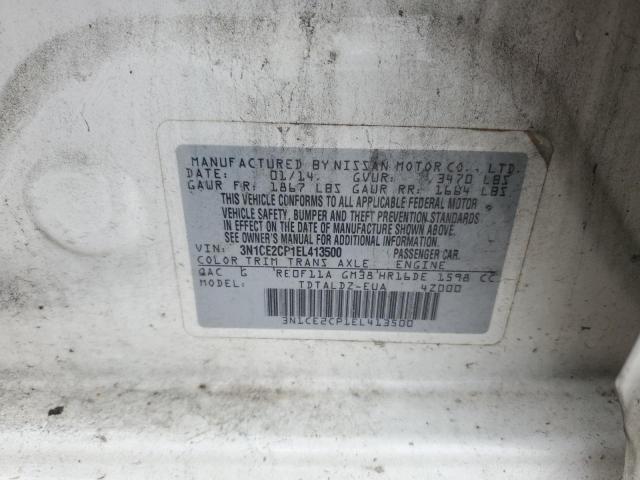 MANUFACTURED BY NISSAN MOTOR CO., LTD.
DATE: 01/14. GVWR: 3470 LBS
GAWR FR: 1867 LBS GAWR RR: 1684 LBS
THIS VEHICLE CONFORMS TO ALL APPLICABLE FEDERAL MOTOR
VEHICLE SAFETY, BUMPER AND THEFT PREVENTION STANDARDS
IN EFFECT ON THE DATE OF MANUFACTURE SHOWN ABOVE.
IN SEE OWNER'S MANUAL FOR ADDITIONAL INFORMATION.
VIN: 3N1CE2CP1EL413500 PASSENGER CAR.
COLOR TRIM TRANS AXLE ENGINE
QAC G RE0F11A GM38 HR16DE 1598 CC
MODEL: TDTALDZ-EUA 4Z000
3N1CE2CP1EL413500